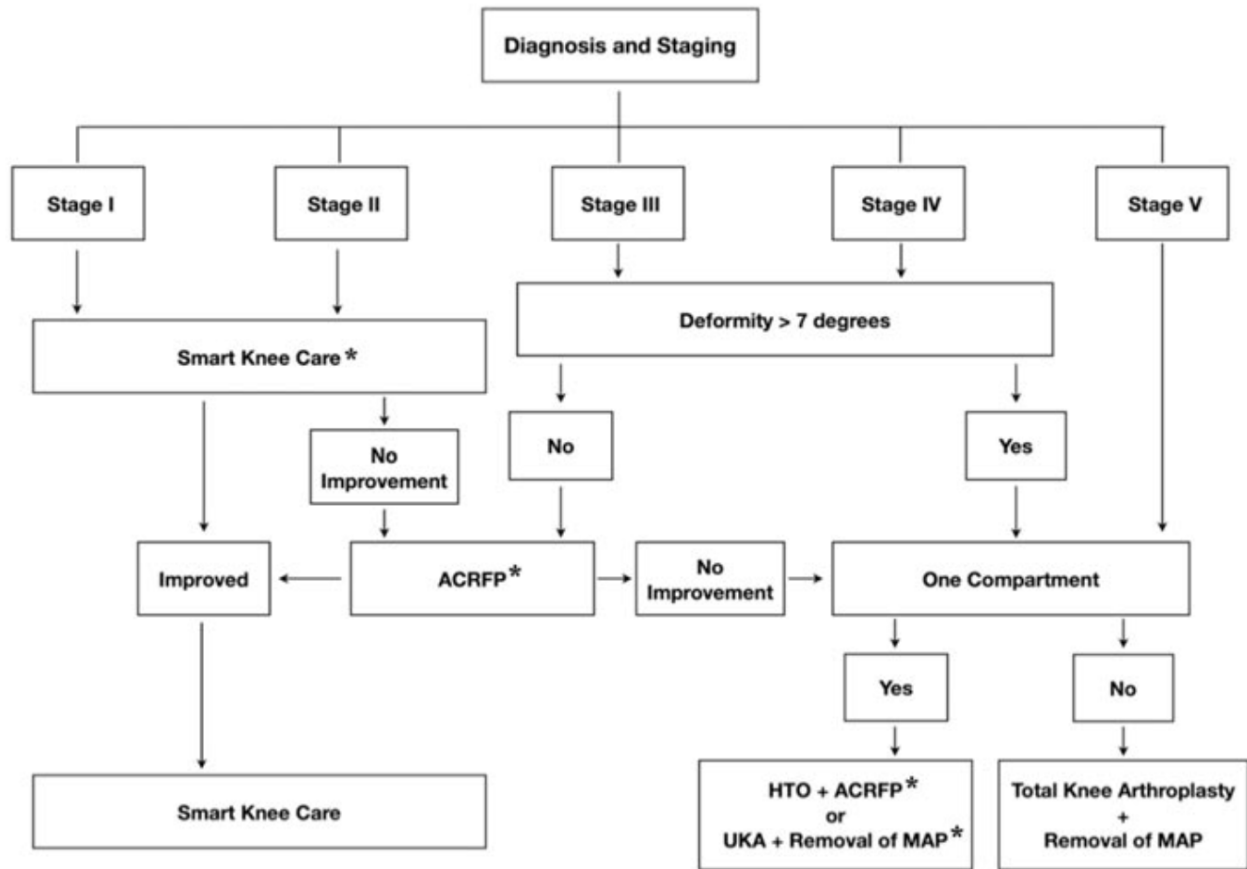 Diagnosis and Staging
Stage I
Stage II
Stage III
Stage IV
Stage V
Deformity > 7 degrees
Smart Knee Care*
No
Improvement
No
Yes
Improved
ACRFP*
No
Improvement
One Compartment
Yes
No
Smart Knee Care
HTO + ACRFP*
or
UKA + Removal of MAP*
Total Knee Arthroplasty
+
Removal of MAP